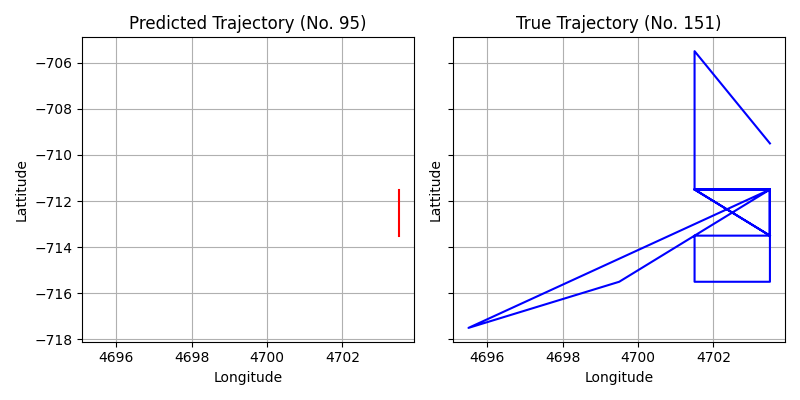 Predicted Trajectory (No. 95)
True Trajectory (No. 151)
−706
−708
−710
−712
−714
−716
−718
Lattitude
Lattitude
4696
4698
4700
4702
4696
4698
4700
4702
Longitude
Longitude